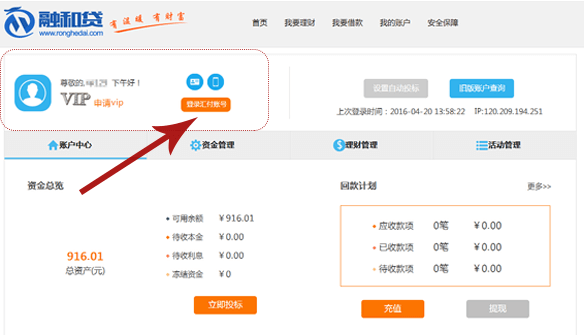 融和贷 有温暖 有财富
www.ronghedai.com
首页 我要理财 我要借款 我的账户 安全保障
尊敬的, 下午好！
VIP 申请vip
登录汇付账号
设置自动投标 旧版账户查询
上次登录时间：2016-04-20 13:58:22 IP:120.209.194.251
账户中心 资金管理 理财管理 活动管理
资金总览
916.01
总资产(元)
可用余额 ￥916.01
待收本金 ￥0.00
待收利息 ￥0.00
冻结资金 ￥0
立即投标
回款计划 更多>>
应收款项 0笔 ￥0.00
已收款项 0笔 ￥0.00
待收款项 0笔 ￥0.00
充值 提现